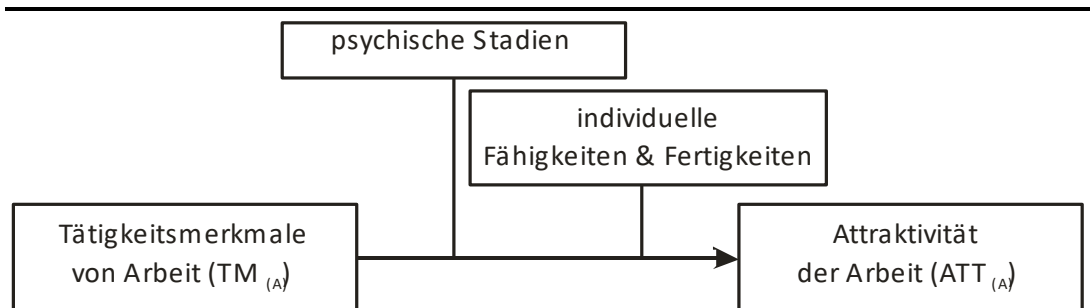 psychische Stadien
individuelle
Fähigkeiten & Fertigkeiten
Tätigkeitsmerkmale
von Arbeit (TM (A))
Attraktivität
der Arbeit (ATT (A))